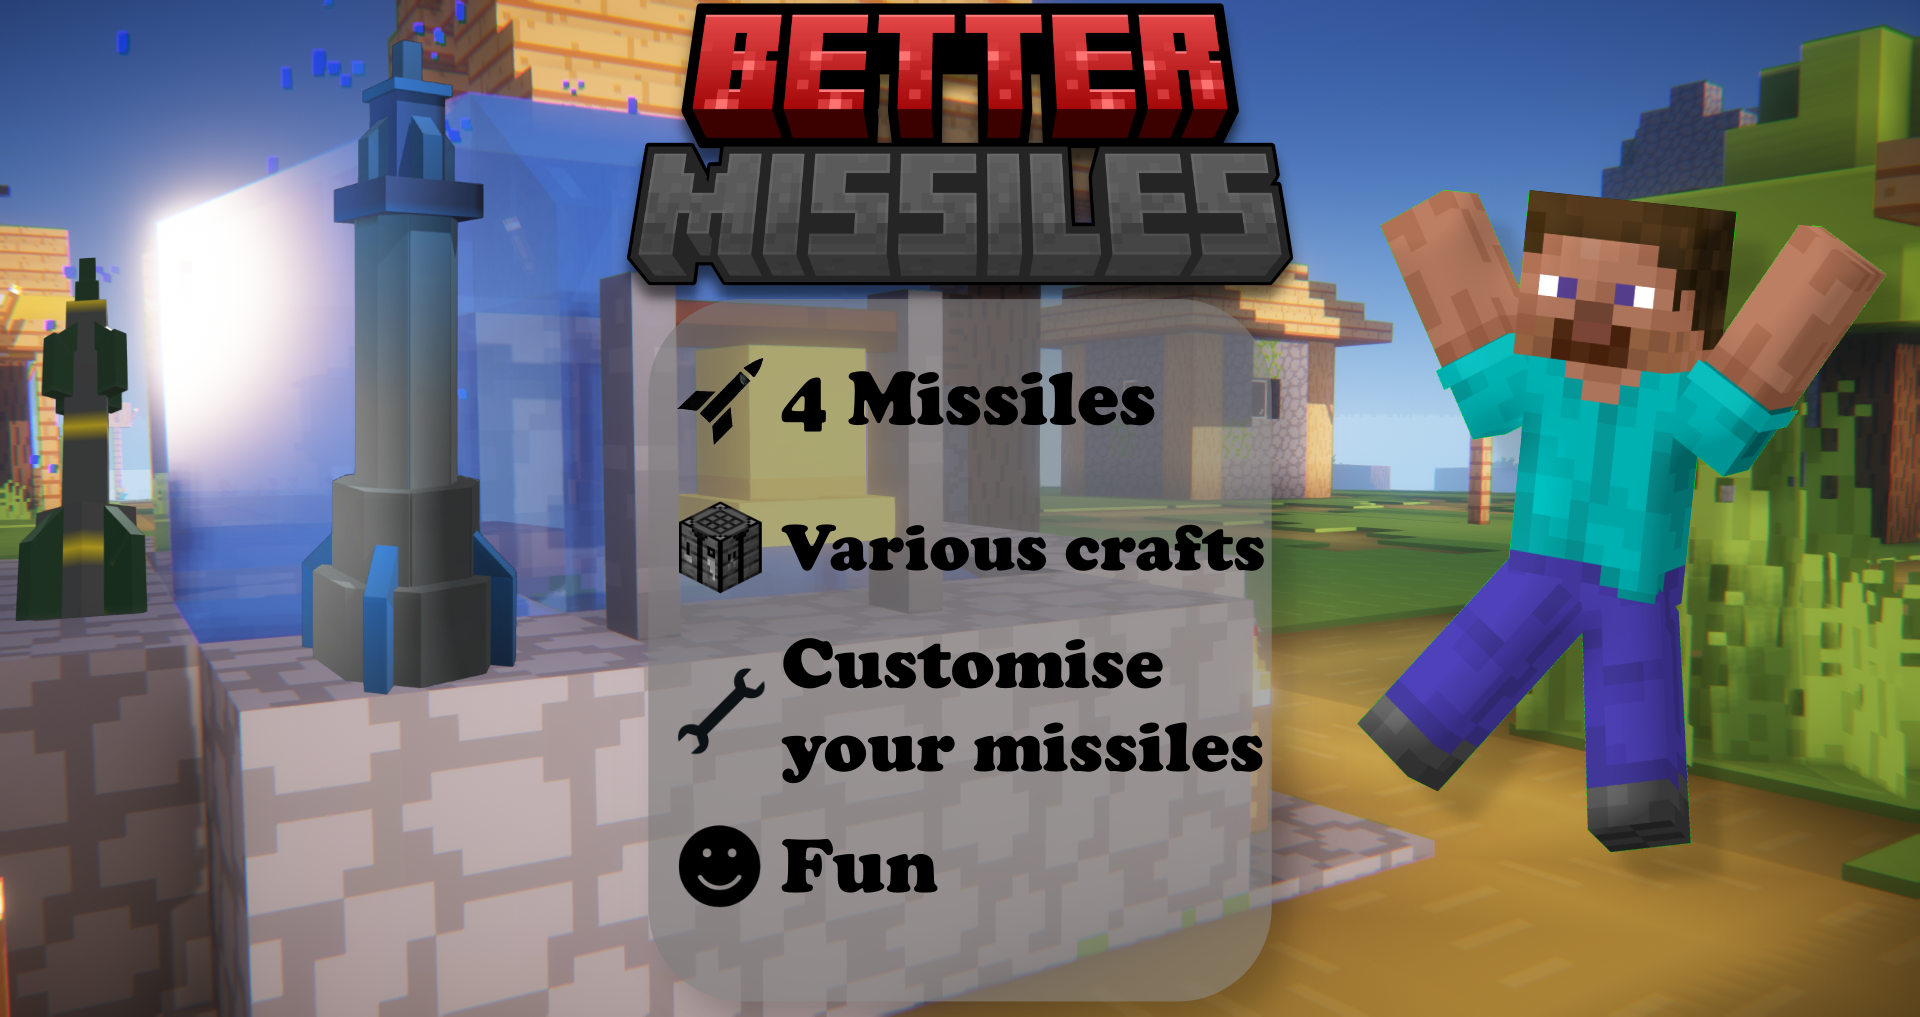 BETTER
MISSILES
4 Missiles
Various crafts
Customise
your missiles
Fun